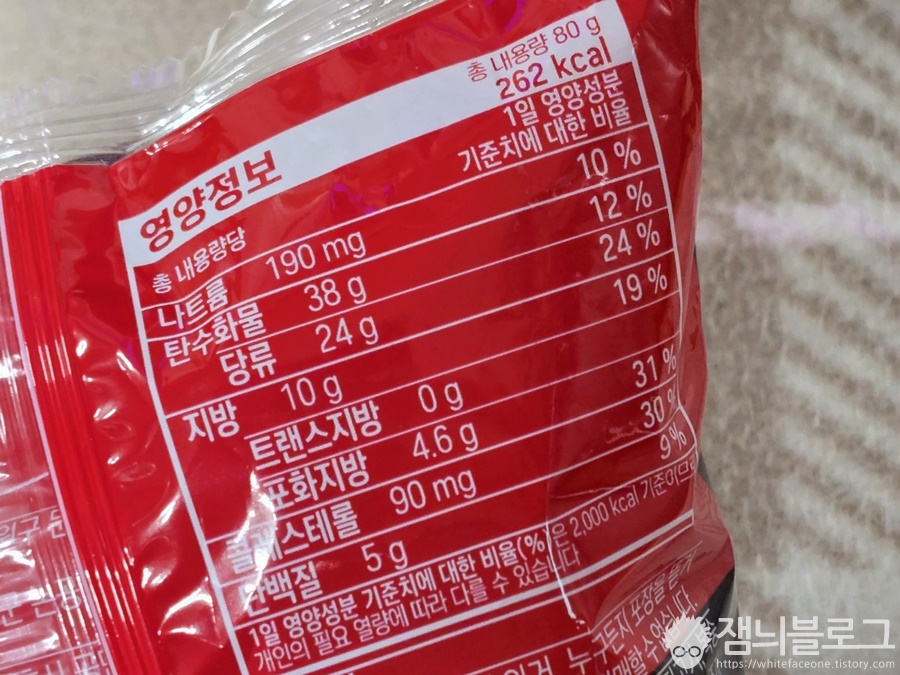 총 내용량 80 g
262 kcal
영양정보
1일 영양성분
기준치에 대한 비율
총 내용량당
나트륨 190 mg 10 %
탄수화물 38 g 12 %
당류 24 g 24 %
지방 10 g 19 %
트랜스지방 0 g
포화지방 4.6 g 31 %
콜레스테롤 90 mg 30 %
단백질 5 g 9 %
1일 영양성분 기준치에 대한 비율(%)은 2,000 kcal 기준이므로
개인의 필요 열량에 따라 다를 수 있습니다
잼늬블로그
https://whitefaceone.tistory.com